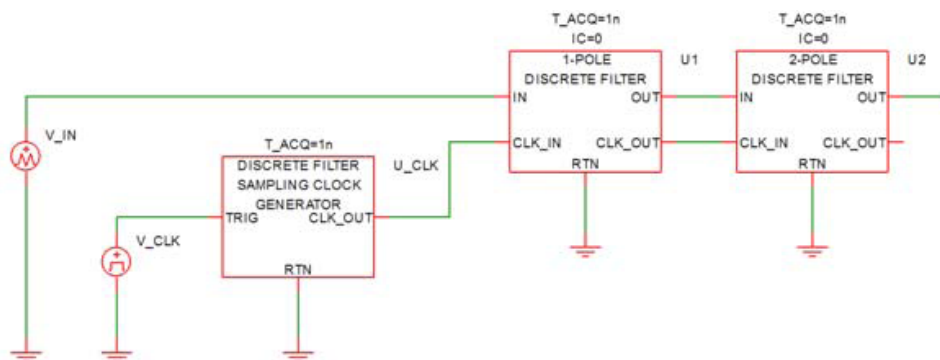 T_ACQ=1n
IC=0
1-POLE
DISCRETE FILTER
U1
IN
OUT
CLK_IN
CLK_OUT
RTN
T_ACQ=1n
IC=0
2-POLE
DISCRETE FILTER
U2
IN
OUT
CLK_IN
CLK_OUT
RTN
V_IN
T_ACQ=1n
DISCRETE FILTER
SAMPLING CLOCK
GENERATOR
U_CLK
TRIG
CLK_OUT
RTN
V_CLK